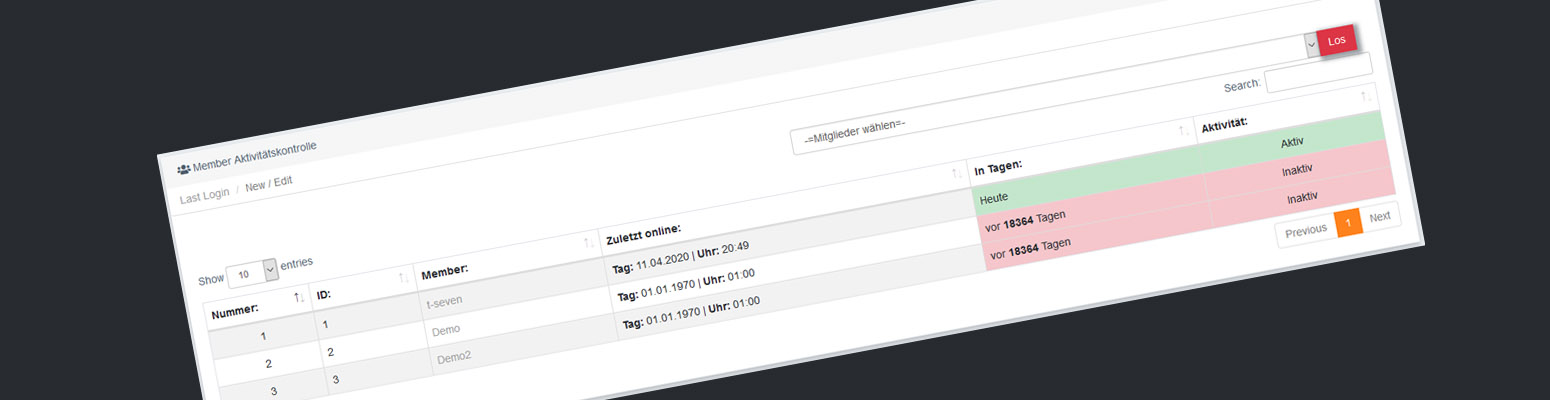 Member Aktivitätskontrolle
Last Login / New / Edit
-=Mitglieder wählen=- Los
Show 10 entries Search:
Nummer: ID: Member: Zuletzt online: In Tagen: Aktivität:
1 1 t-seven Tag: 11.04.2020 | Uhr: 20:49 Heute Aktiv
2 2 Demo Tag: 01.01.1970 | Uhr: 01:00 vor 18364 Tagen Inaktiv
3 3 Demo2 Tag: 01.01.1970 | Uhr: 01:00 vor 18364 Tagen Inaktiv
Previous 1 Next